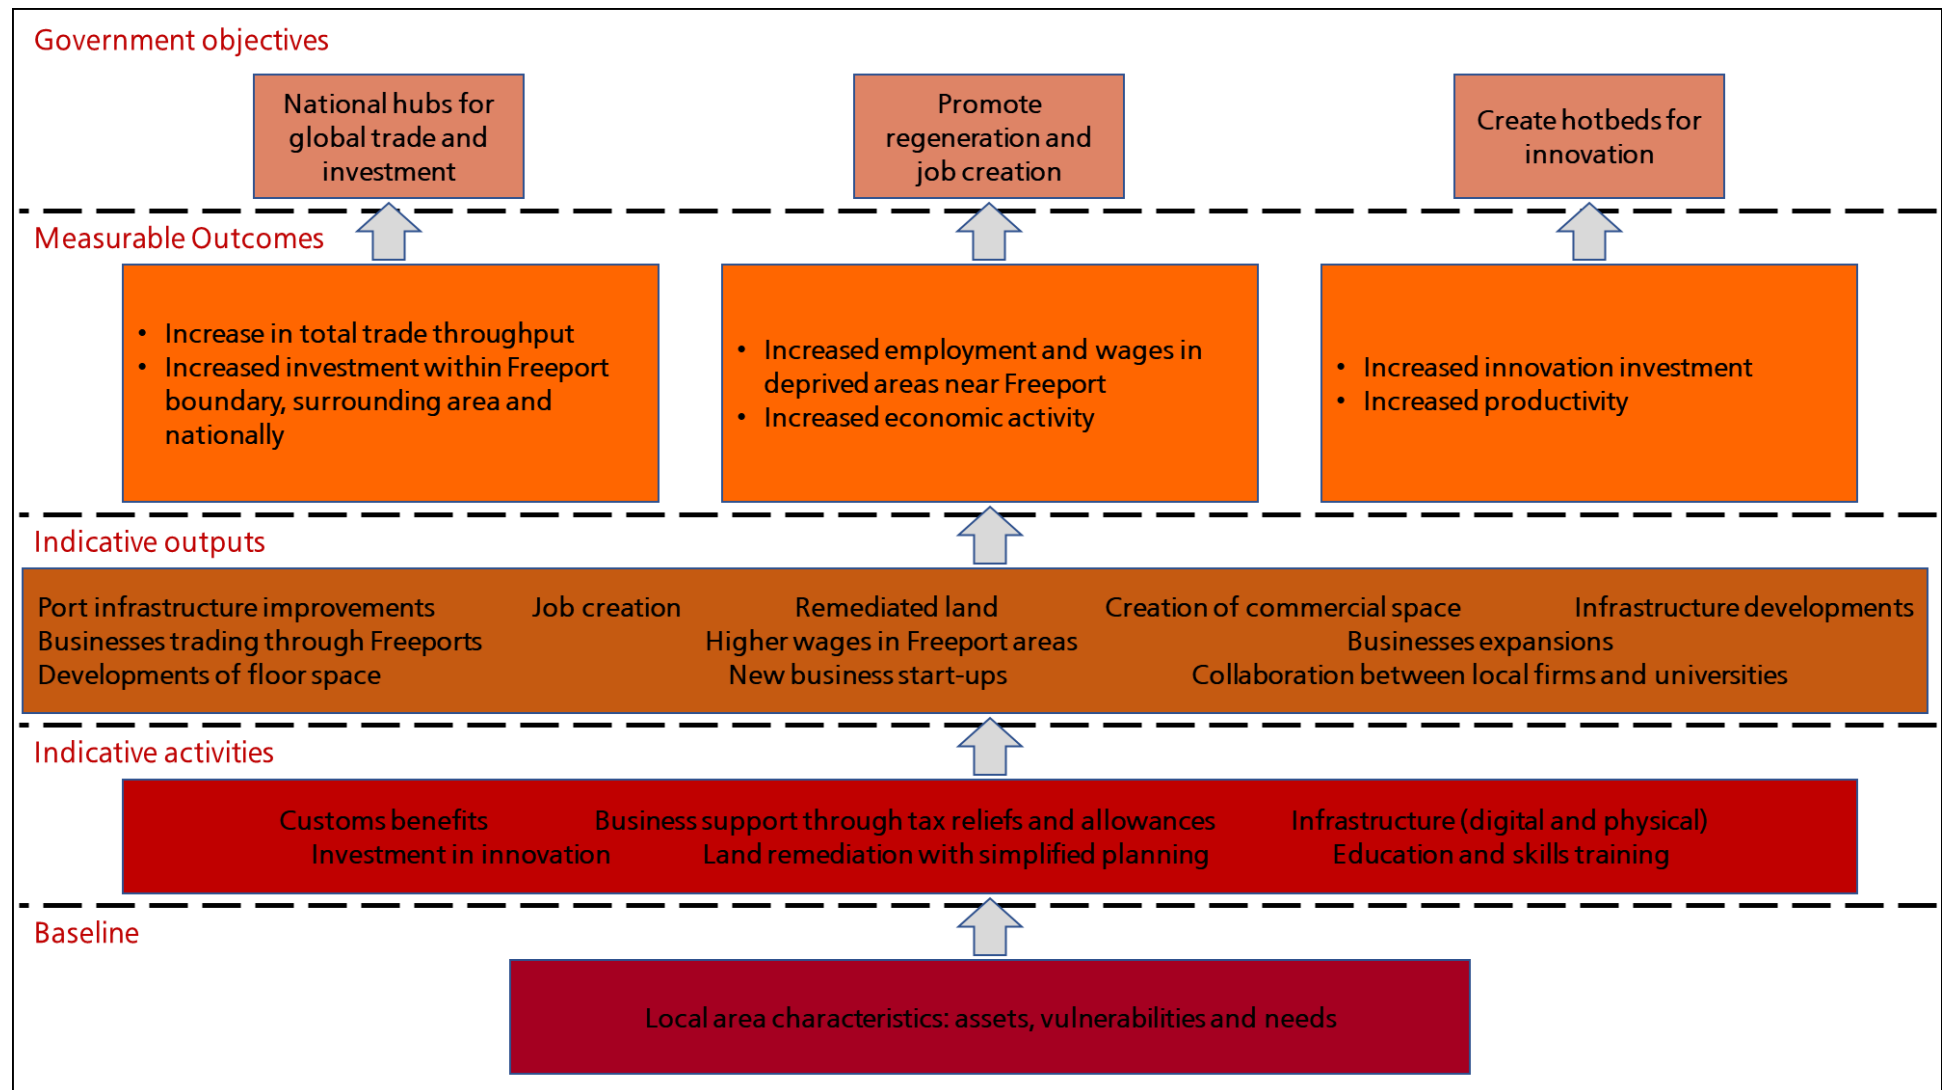 Government objectives
National hubs for
global trade and
investment
Promote
regeneration and
job creation
Create hotbeds for
innovation
Measurable Outcomes
• Increase in total trade throughput
• Increased investment within Freeport
boundary, surrounding area and
nationally
• Increased employment and wages in
deprived areas near Freeport
• Increased economic activity
• Increased innovation investment
• Increased productivity
Indicative outputs
Port infrastructure improvements Job creation Remediated land Creation of commercial space Infrastructure developments
Businesses trading through Freeports Higher wages in Freeport areas Businesses expansions
Developments of floor space New business start-ups Collaboration between local firms and universities
Indicative activities
Customs benefits Business support through tax reliefs and allowances Infrastructure (digital and physical)
Investment in innovation Land remediation with simplified planning Education and skills training
Baseline
Local area characteristics: assets, vulnerabilities and needs